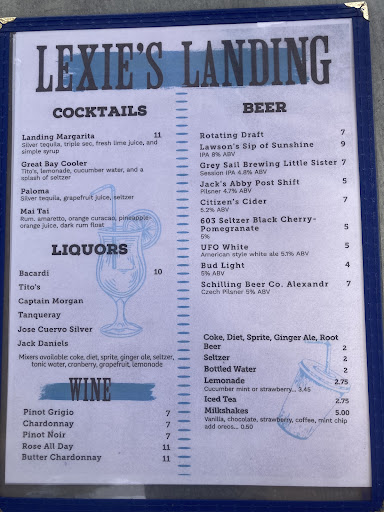 LEXIE'S LANDING
COCKTAILS
Landing Margarita 11
Silver tequila, triple sec, fresh lime juice, and
simple syrup
Great Bay Cooler
Tito's, lemonade, cucumber water, and a
splash of seltzer
Paloma
Silver tequila, grapefruit juice, seltzer
Mai Tai
Rum, amaretto, orange curacao, pineapple-
orange juice, dark rum float
LIQUORS
Bacardi 10
Tito's
Captain Morgan
Tanqueray
Jose Cuervo Silver
Jack Daniels
Mixers available: coke, diet, sprite, ginger ale, seltzer,
tonic water, cranberry, grapefruit, lemonade
WINE
Pinot Grigio 7
Chardonnay 7
Pinot Noir 7
Rose All Day 11
Butter Chardonnay 11
BEER
Rotating Draft 7
Lawson's Sip of Sunshine 9
IPA 8% ABV
Grey Sail Brewing Little Sister 7
Session IPA 4.8% ABV
Jack's Abby Post Shift 5
Pilsner 4.7% ABV
Citizen's Cider 7
5.2% ABV
603 Seltzer Black Cherry-
Pomegranate 5
5%
UFO White 5
American style white ale 5.1% ABV
Bud Light 4
5% ABV
Schilling Beer Co. Alexandr 7
Czech Pilsner 5% ABV
Coke, Diet, Sprite, Ginger Ale, Root
Beer 2
Seltzer 2
Bottled Water 2
Lemonade 2.75
Cucumber mint or strawberry... 3.45
Iced Tea 2.75
Milkshakes 5.00
Vanilla, chocolate, strawberry, coffee, mint chip
add oreos... 0.50